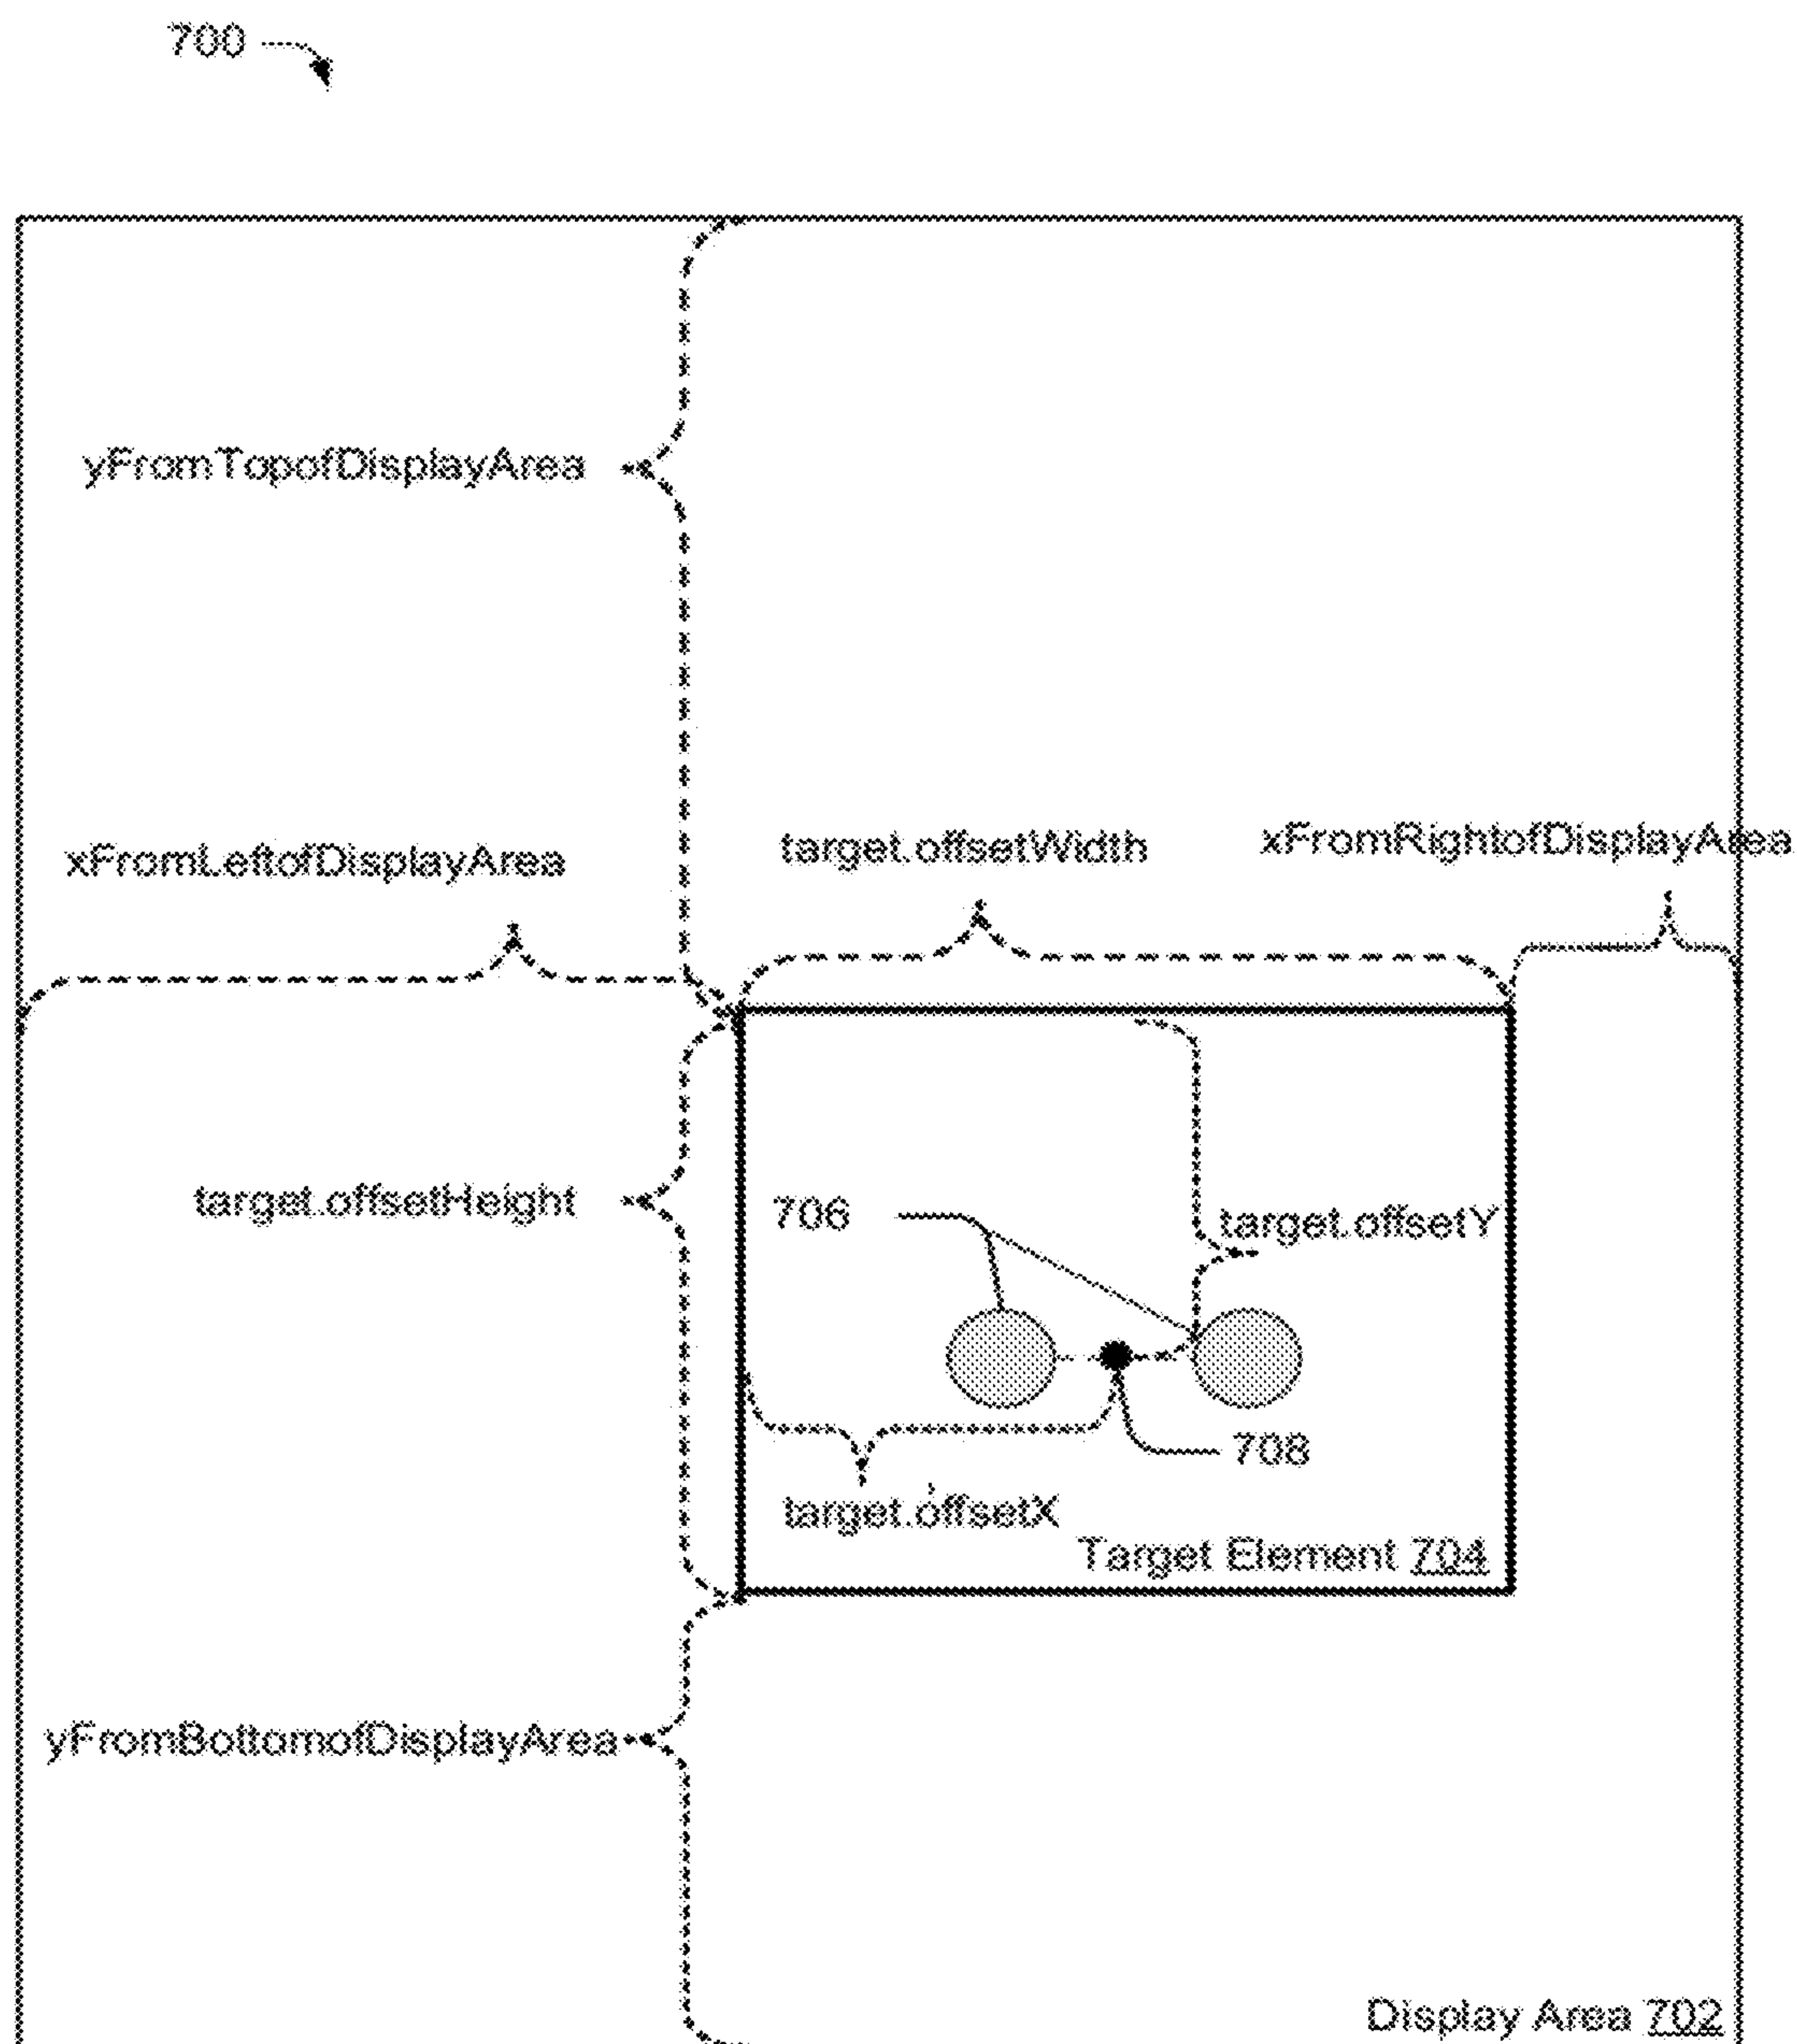 700
yFromTopofDisplayArea
xFromLeftofDisplayArea
target.offsetWidth
xFromRightofDisplayArea
target.offsetHeight
706
target.offsetY
708
target.offsetX
Target Element 704
yFromBottomofDisplayArea
Display Area 702